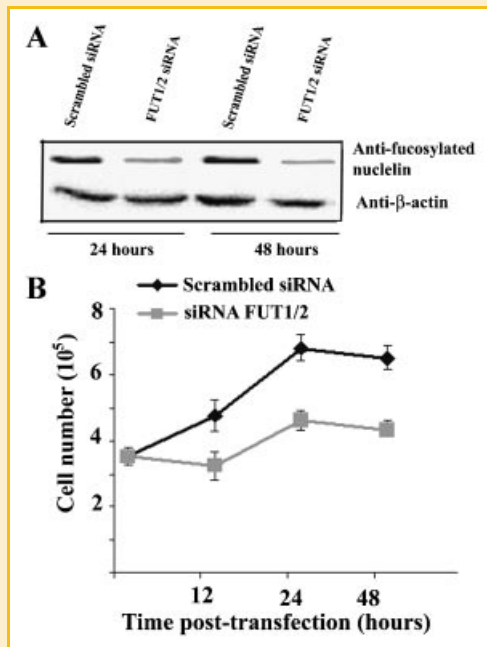 A
Scrambled siRNA
FUT1/2 siRNA
Scrambled siRNA
FUT1/2 siRNA
Anti-fucosylated
nuclelin
Anti-β-actin
24 hours
48 hours
B
Scrambled siRNA
siRNA FUT1/2
Cell number (10⁵)
8
6
4
2
12
24
48
Time post-transfection (hours)